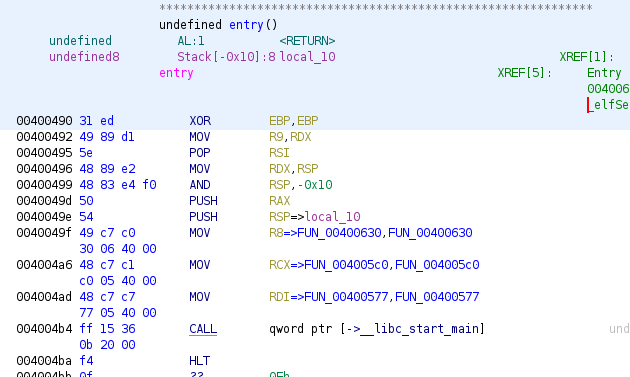 *************************************************************
undefined entry()
undefined AL:1 <RETURN>
undefined8 Stack[-0x10]:8 local_10 XREF[1]:
entry XREF[5]: Entry
004006
_elfSe
00400490 31 ed XOR EBP,EBP
00400492 49 89 d1 MOV R9,RDX
00400495 5e POP RSI
00400496 48 89 e2 MOV RDX,RSP
00400499 48 83 e4 f0 AND RSP,-0x10
0040049d 50 PUSH RAX
0040049e 54 PUSH RSP=>local_10
0040049f 49 c7 c0 MOV R8=>FUN_00400630,FUN_00400630
30 06 40 00
004004a6 48 c7 c1 MOV RCX=>FUN_004005c0,FUN_004005c0
c0 05 40 00
004004ad 48 c7 c7 MOV RDI=>FUN_00400577,FUN_00400577
77 05 40 00
004004b4 ff 15 36 CALL qword ptr [->__libc_start_main] und
0b 20 00
004004ba f4 HLT
004004bb 0f ?? 0Fh